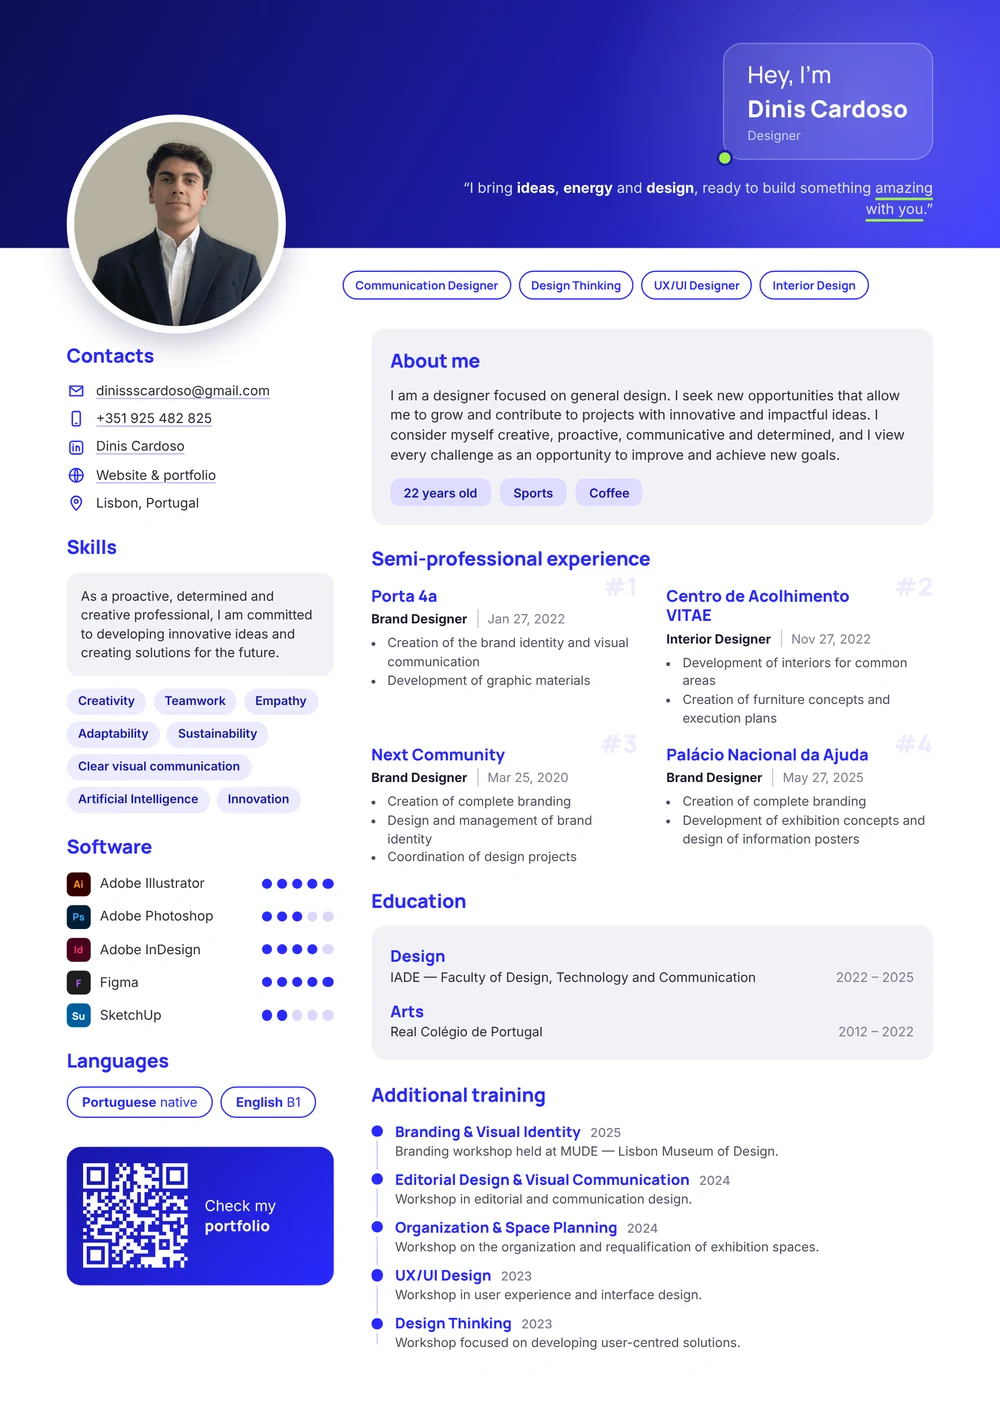 Hey, I’m
Dinis Cardoso
Designer
“I bring ideas, energy and design, ready to build something amazing
with you.”
Communication Designer
Design Thinking
UX/UI Designer
Interior Design
Contacts
dinissscardoso@gmail.com
+351 925 482 825
Dinis Cardoso
Website & portfolio
Lisbon, Portugal
Skills
As a proactive, determined and
creative professional, I am committed
to developing innovative ideas and
creating solutions for the future.
Creativity
Teamwork
Empathy
Adaptability
Sustainability
Clear visual communication
Artificial Intelligence
Innovation
Software
Ai Adobe Illustrator
Ps Adobe Photoshop
Id Adobe InDesign
F Figma
Su SketchUp
Languages
Portuguese native
English B1
Check my
portfolio
About me
I am a designer focused on general design. I seek new opportunities that allow
me to grow and contribute to projects with innovative and impactful ideas. I
consider myself creative, proactive, communicative and determined, and I view
every challenge as an opportunity to improve and achieve new goals.
22 years old
Sports
Coffee
Semi-professional experience
#1
Porta 4a
Brand Designer | Jan 27, 2022
• Creation of the brand identity and visual
communication
• Development of graphic materials
#2
Centro de Acolhimento
VITAE
Interior Designer | Nov 27, 2022
• Development of interiors for common
areas
• Creation of furniture concepts and
execution plans
#3
Next Community
Brand Designer | Mar 25, 2020
• Creation of complete branding
• Design and management of brand
identity
• Coordination of design projects
#4
Palácio Nacional da Ajuda
Brand Designer | May 27, 2025
• Creation of complete branding
• Development of exhibition concepts and
design of information posters
Education
Design
IADE — Faculty of Design, Technology and Communication 2022 – 2025
Arts
Real Colégio de Portugal 2012 – 2022
Additional training
Branding & Visual Identity 2025
Branding workshop held at MUDE — Lisbon Museum of Design.
Editorial Design & Visual Communication 2024
Workshop in editorial and communication design.
Organization & Space Planning 2024
Workshop on the organization and requalification of exhibition spaces.
UX/UI Design 2023
Workshop in user experience and interface design.
Design Thinking 2023
Workshop focused on developing user-centred solutions.